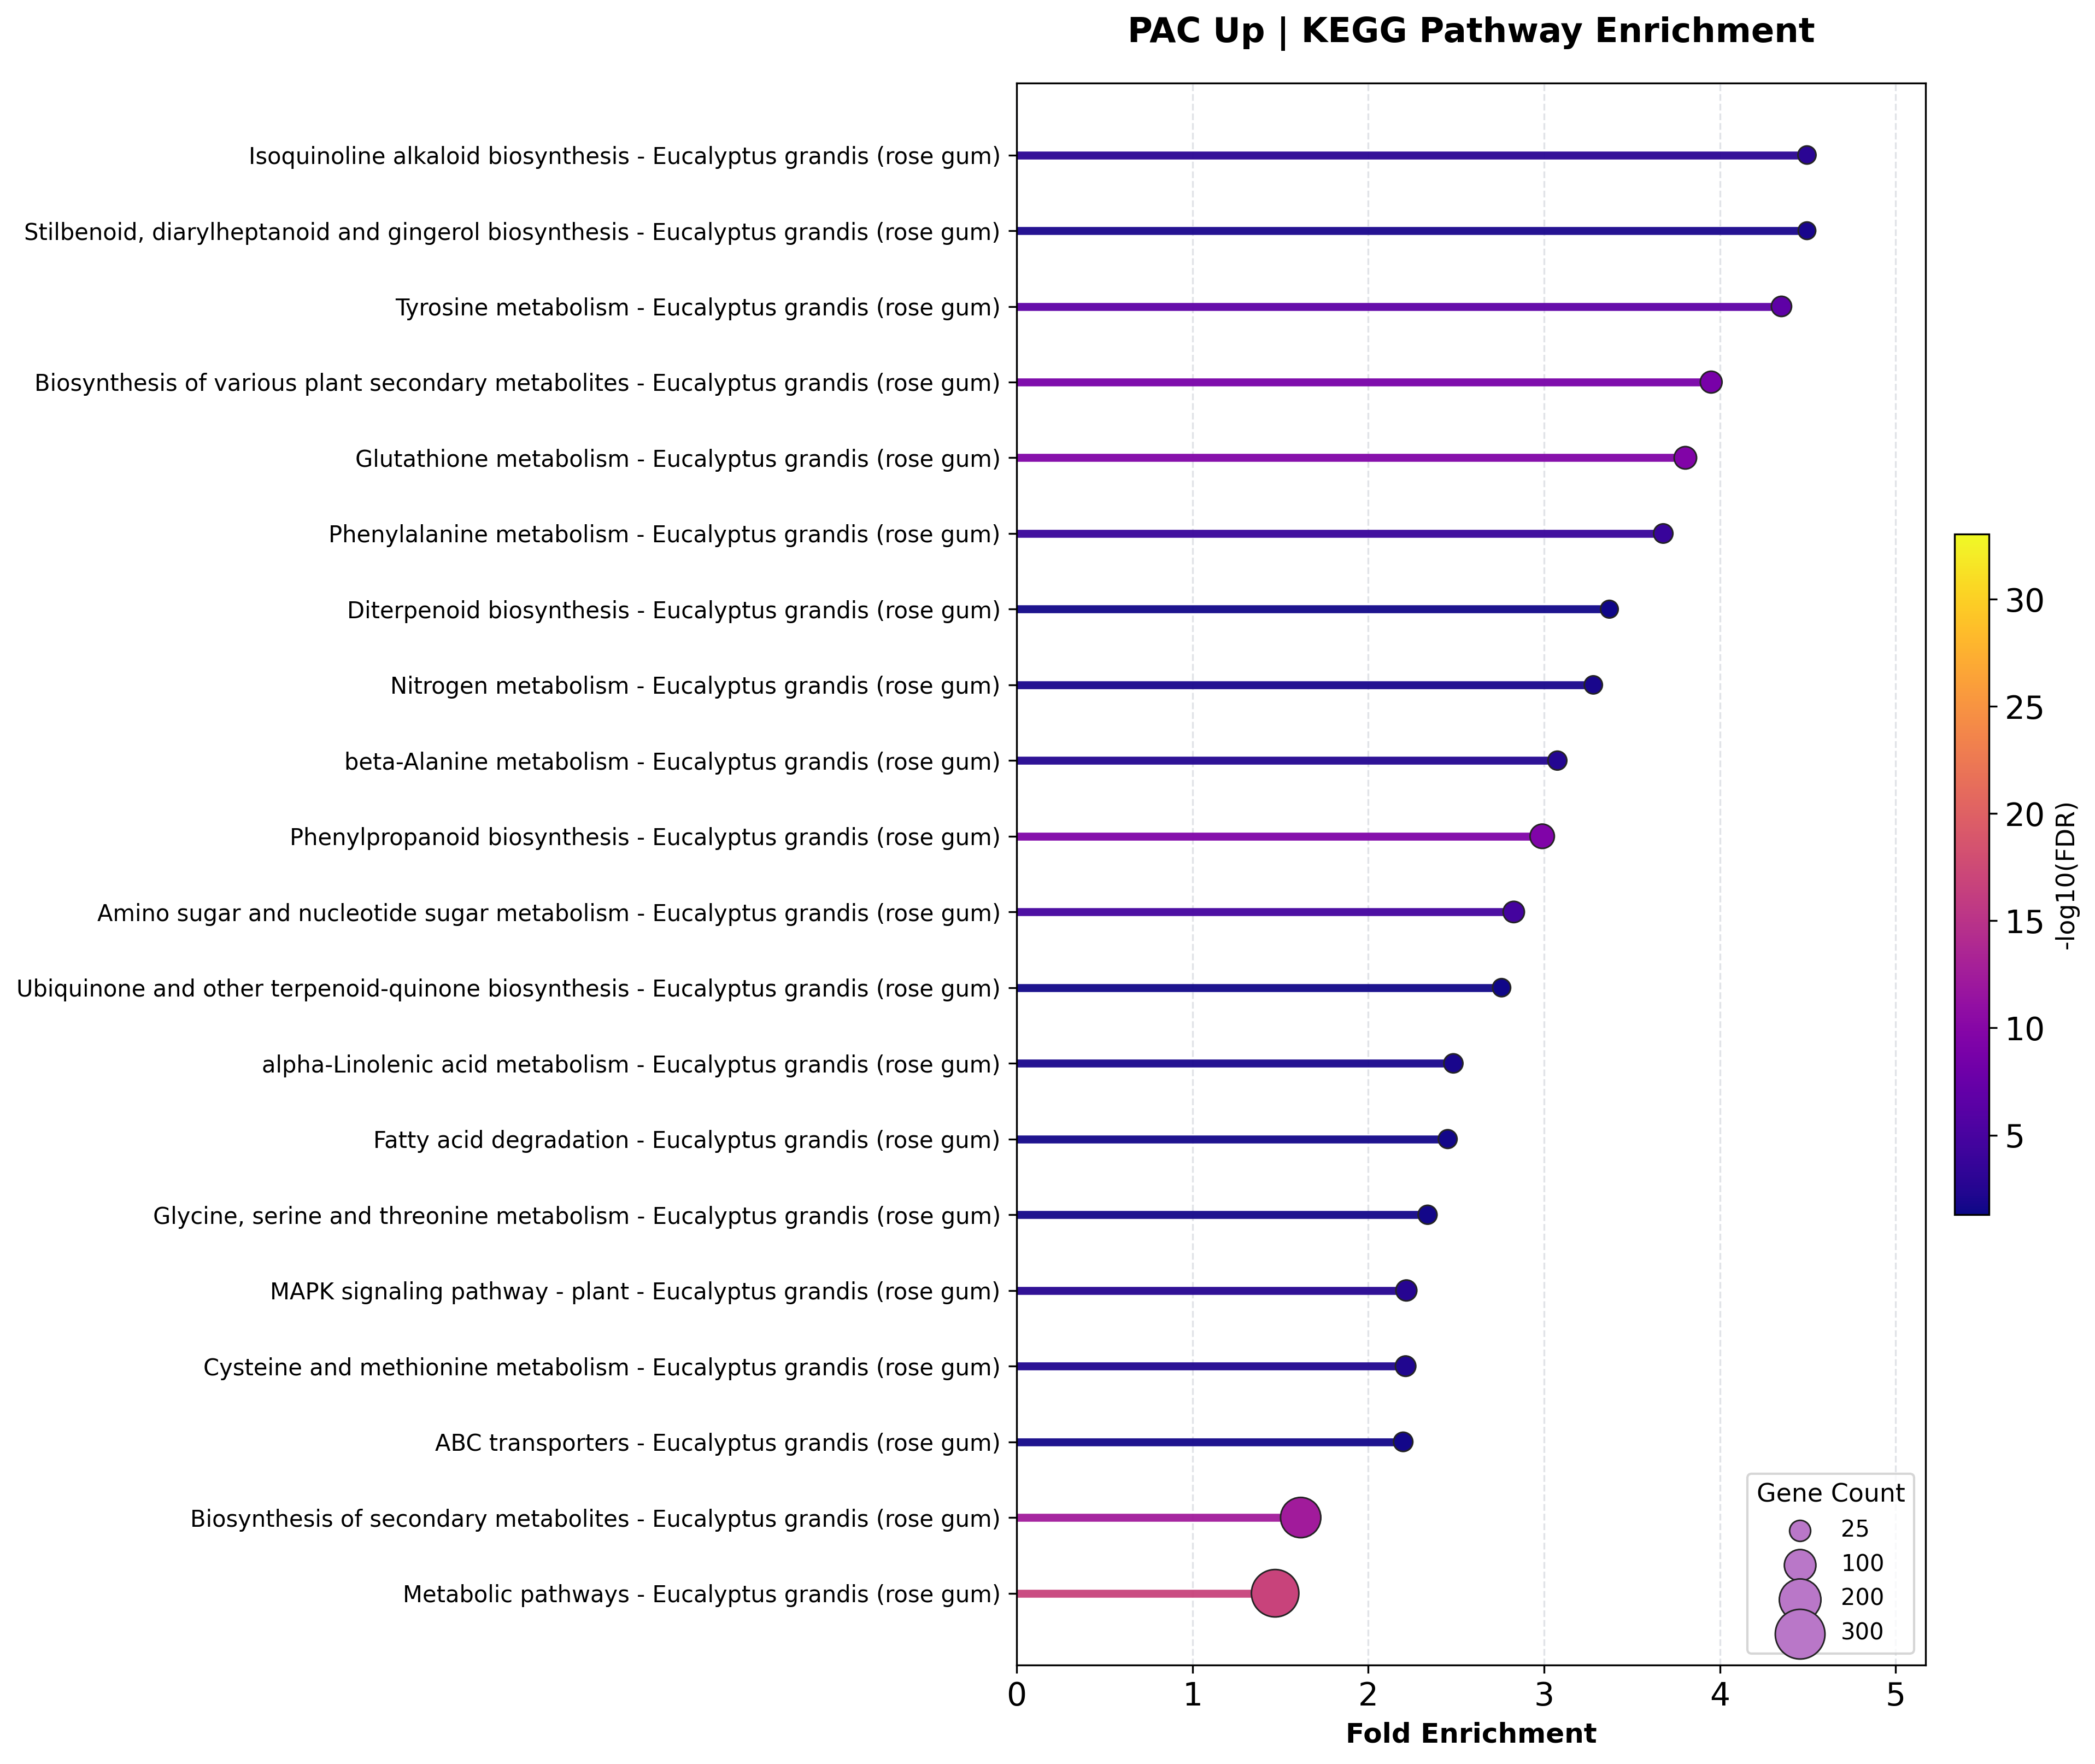 PAC Up | KEGG Pathway Enrichment
Isoquinoline alkaloid biosynthesis - Eucalyptus grandis (rose gum)
Stilbenoid, diarylheptanoid and gingerol biosynthesis - Eucalyptus grandis (rose gum)
Tyrosine metabolism - Eucalyptus grandis (rose gum)
Biosynthesis of various plant secondary metabolites - Eucalyptus grandis (rose gum)
Glutathione metabolism - Eucalyptus grandis (rose gum)
Phenylalanine metabolism - Eucalyptus grandis (rose gum)
Diterpenoid biosynthesis - Eucalyptus grandis (rose gum)
Nitrogen metabolism - Eucalyptus grandis (rose gum)
beta-Alanine metabolism - Eucalyptus grandis (rose gum)
Phenylpropanoid biosynthesis - Eucalyptus grandis (rose gum)
Amino sugar and nucleotide sugar metabolism - Eucalyptus grandis (rose gum)
Ubiquinone and other terpenoid-quinone biosynthesis - Eucalyptus grandis (rose gum)
alpha-Linolenic acid metabolism - Eucalyptus grandis (rose gum)
Fatty acid degradation - Eucalyptus grandis (rose gum)
Glycine, serine and threonine metabolism - Eucalyptus grandis (rose gum)
MAPK signaling pathway - plant - Eucalyptus grandis (rose gum)
Cysteine and methionine metabolism - Eucalyptus grandis (rose gum)
ABC transporters - Eucalyptus grandis (rose gum)
Biosynthesis of secondary metabolites - Eucalyptus grandis (rose gum)
Metabolic pathways - Eucalyptus grandis (rose gum)
0 1 2 3 4 5
Fold Enrichment
Gene Count
25
100
200
300
30
25
20
15
10
5
-log10(FDR)